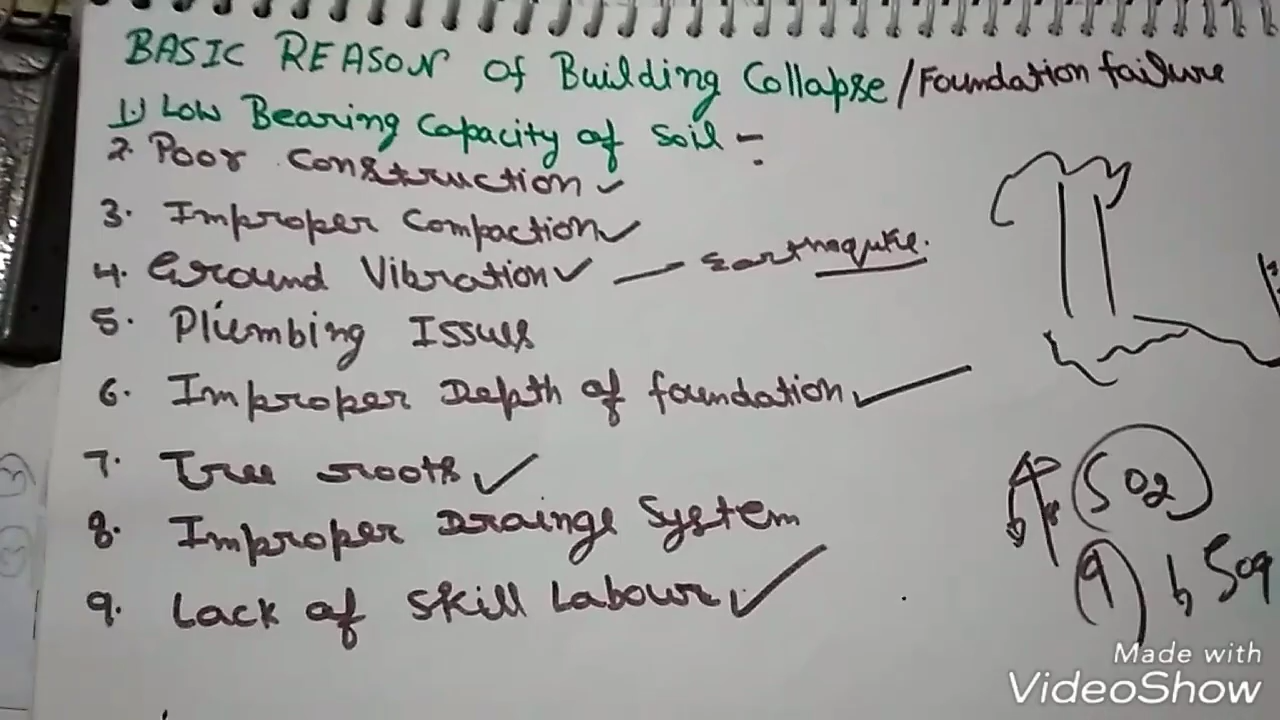 BASIC REASON of Building Collapse / Foundation failure
1.) Low Bearing Capacity of Soil -:
2. Poor Construction ✓
3. Improper Compaction ✓
4. Ground Vibration ✓ — Earthquke.
5. Plumbing Issues
6. Improper Depth of foundation ✓
7. Tree roots ✓
8. Improper Drainge System
9. Lack of Skill Labour ✓
SO2
Made with
VideoShow